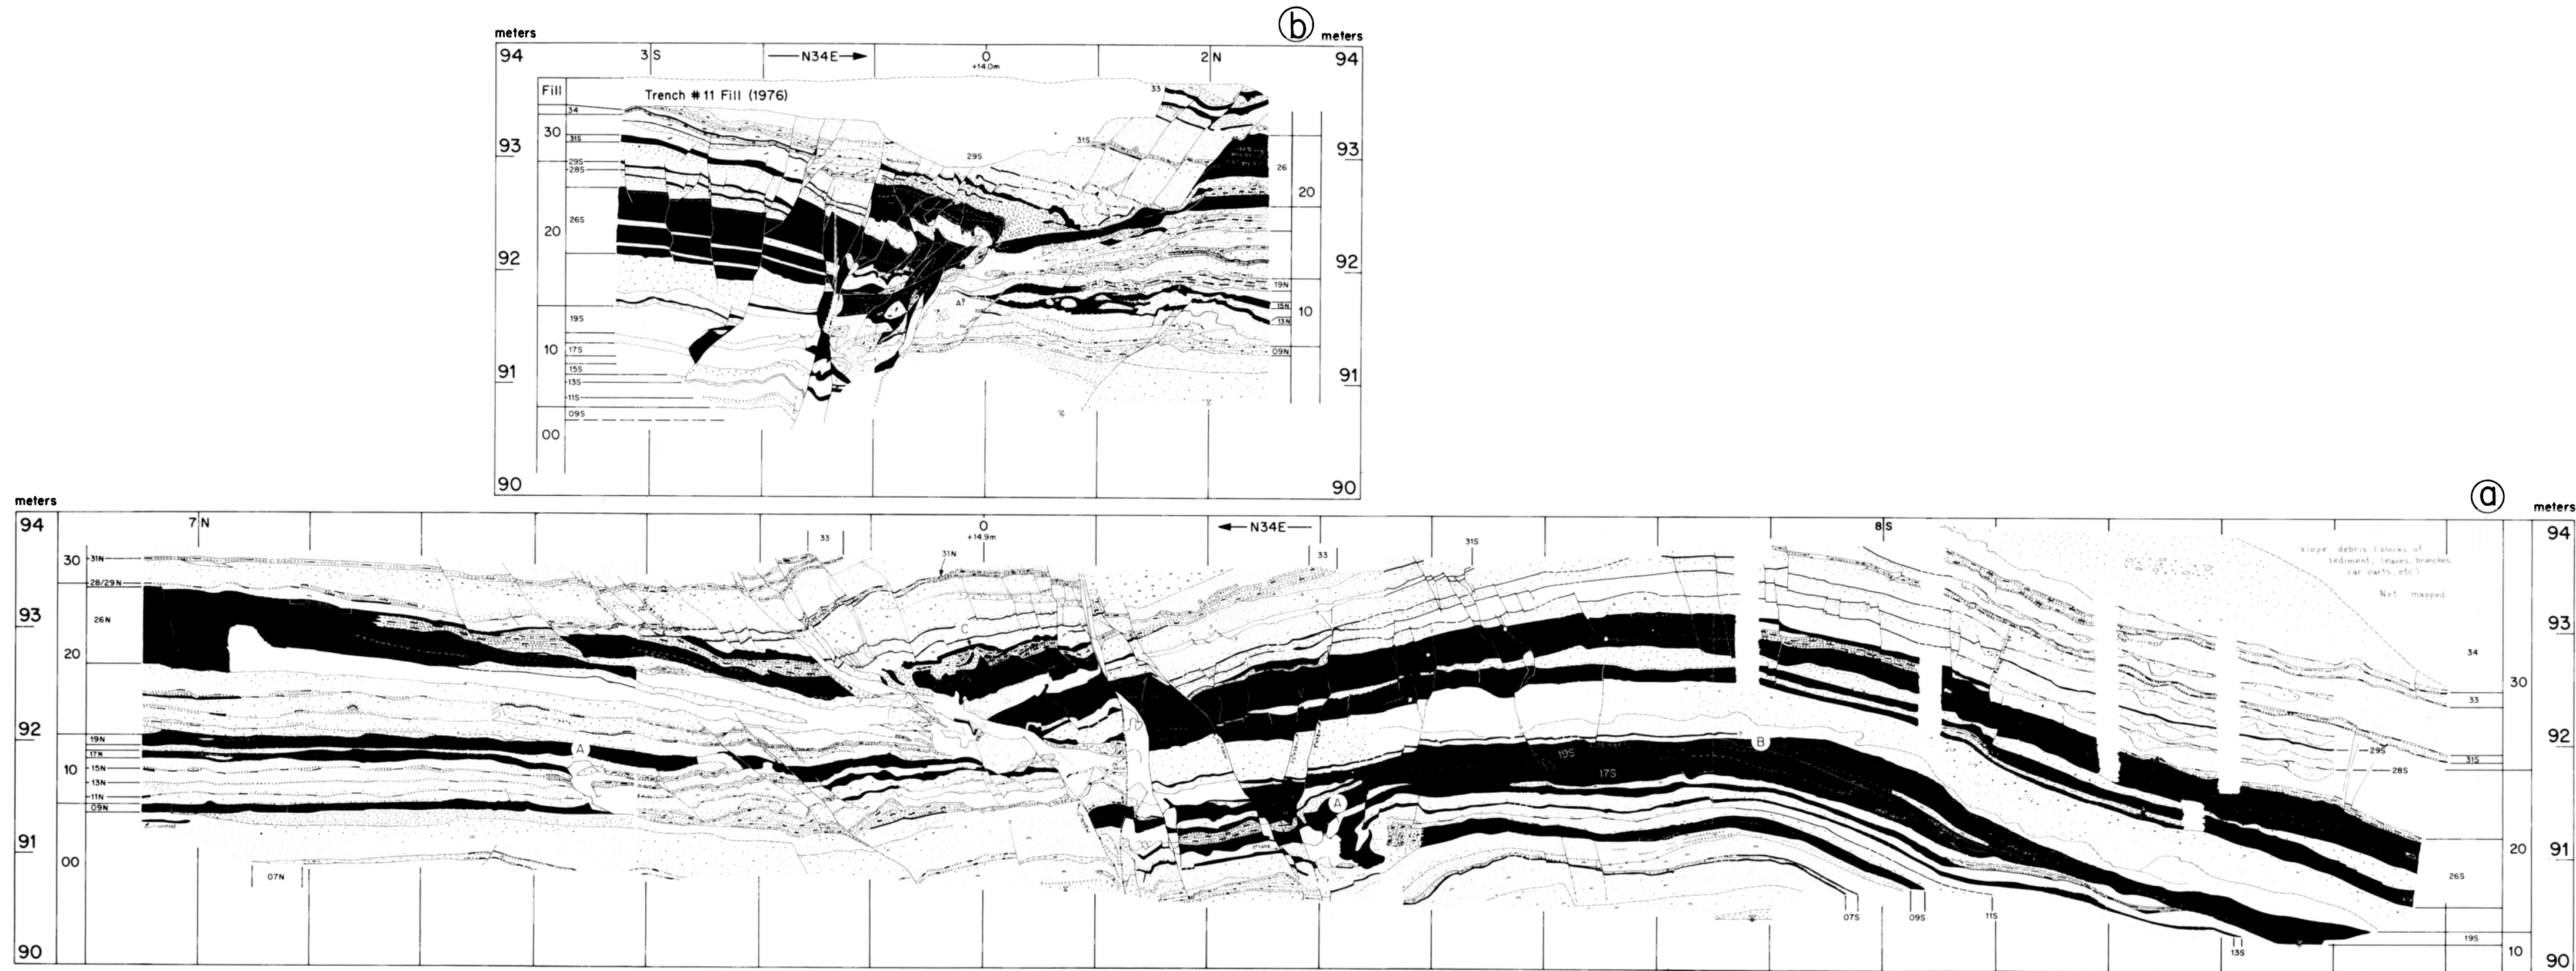 b
meters
meters
94 3S N34E 0 2N 94
+14.0m
Fill
Trench # 11 Fill (1976)
33
34
30
31S
31S
93
93
29S
29S
28S
26
20
26S
20
92
92
19N
A?
15N
10
19S
13N
10
17S
09N
15S
91
91
13S
11S
09S
00
90
90
a
meters
meters
94 7N 0 N34E 8S 94
+14.9m
33
33
31S
31N
30
31N
28/29N
slope debris (blocks of
sediment, leaves, branches,
car parts, etc)
Not mapped
93
93
26N
C
20
34
30
33
92
92
19N
A
B
29S
17N
19S
31S
10
15N
17S
28S
13N
11N
A
09N
wood
91
91
00
20
07N
26S
07S
09S
11S
19S
90
13S
10
90